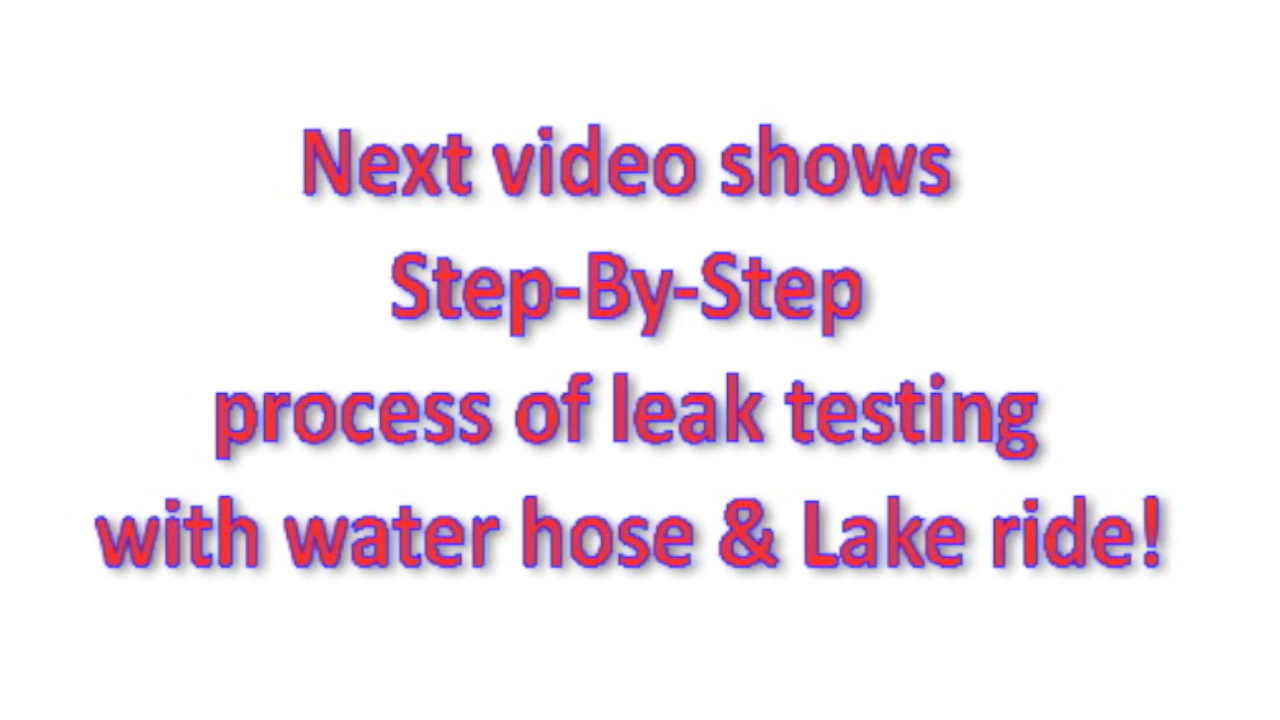 Next video shows
Step-By-Step
process of leak testing
with water hose & Lake ride!